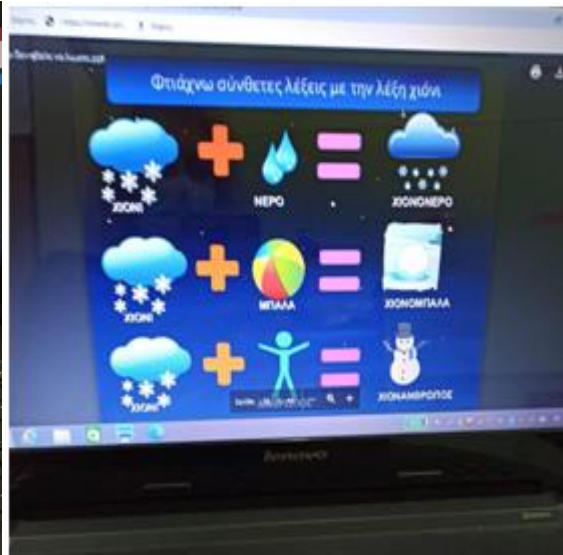 Φτιάχνω σύνθετες λέξεις με την λέξη χιόνι
ΧΙΟΝΙ
ΝΕΡΟ
ΧΙΟΝΟΝΕΡΟ
ΧΙΟΝΙ
ΜΠΑΛΑ
ΧΙΟΝΟΜΠΑΛΑ
ΧΙΟΝΙ
ΧΙΟΝΑΝΘΡΩΠΟΣ
lenovo